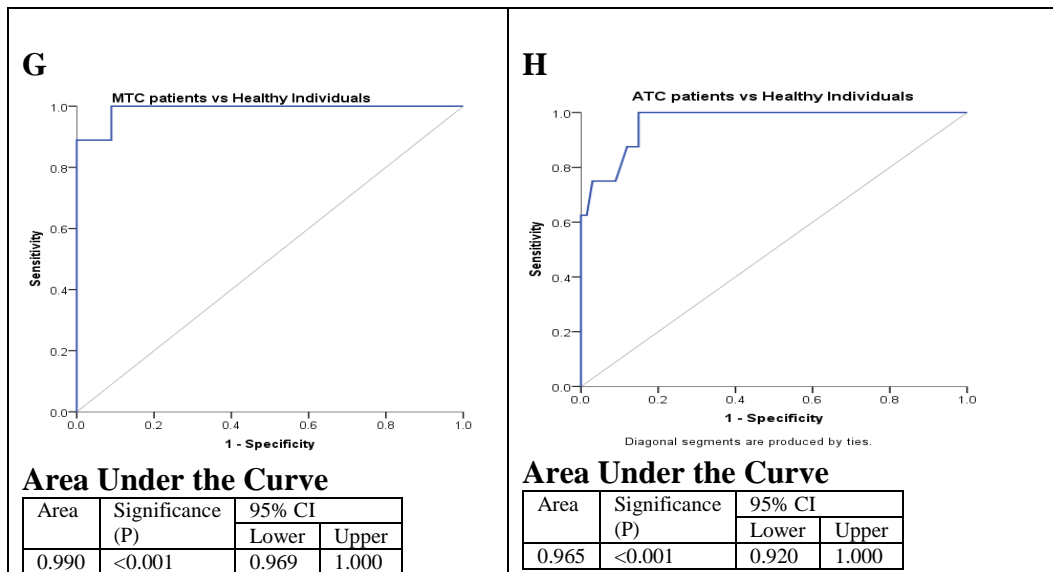 G
MTC patients vs Healthy Individuals
1.0
0.8
0.6
0.4
0.2
0.0
Sensitivity
0.0 0.2 0.4 0.6 0.8 1.0
1 - Specificity
Area Under the Curve
Area Significance (P) 95% CI
Lower Upper
0.990 <0.001 0.969 1.000
H
ATC patients vs Healthy Individuals
1.0
0.8
0.6
0.4
0.2
0.0
Sensitivity
0.0 0.2 0.4 0.6 0.8 1.0
1 - Specificity
Diagonal segments are produced by ties.
Area Under the Curve
Area Significance (P) 95% CI
Lower Upper
0.965 <0.001 0.920 1.000